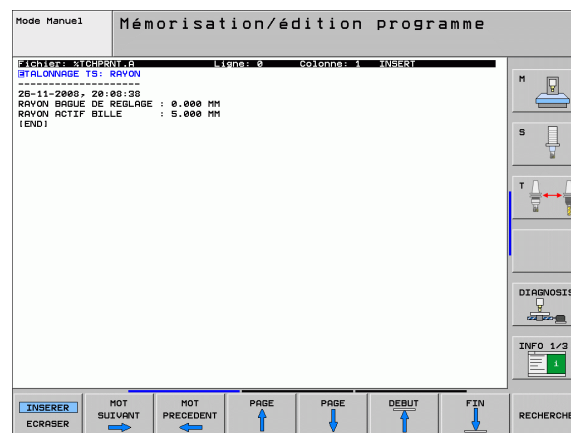 Mode Manuel
Mémorisation/édition programme
Fichier: %TCHPRNT.A Ligne: 0 Colonne: 1 INSERT
ETALONNAGE TS: RAYON
----------------------
26-11-2008, 20:08:38
RAYON BAGUE DE REGLAGE : 0.000 MM
RAYON ACTIF BILLE : 5.000 MM
[END]
M
S
T
DIAGNOSIS
INFO 1/3
i
INSERER
ECRASER
MOT SUIVANT
MOT PRECEDENT
PAGE
PAGE
DEBUT
FIN
RECHERCHE